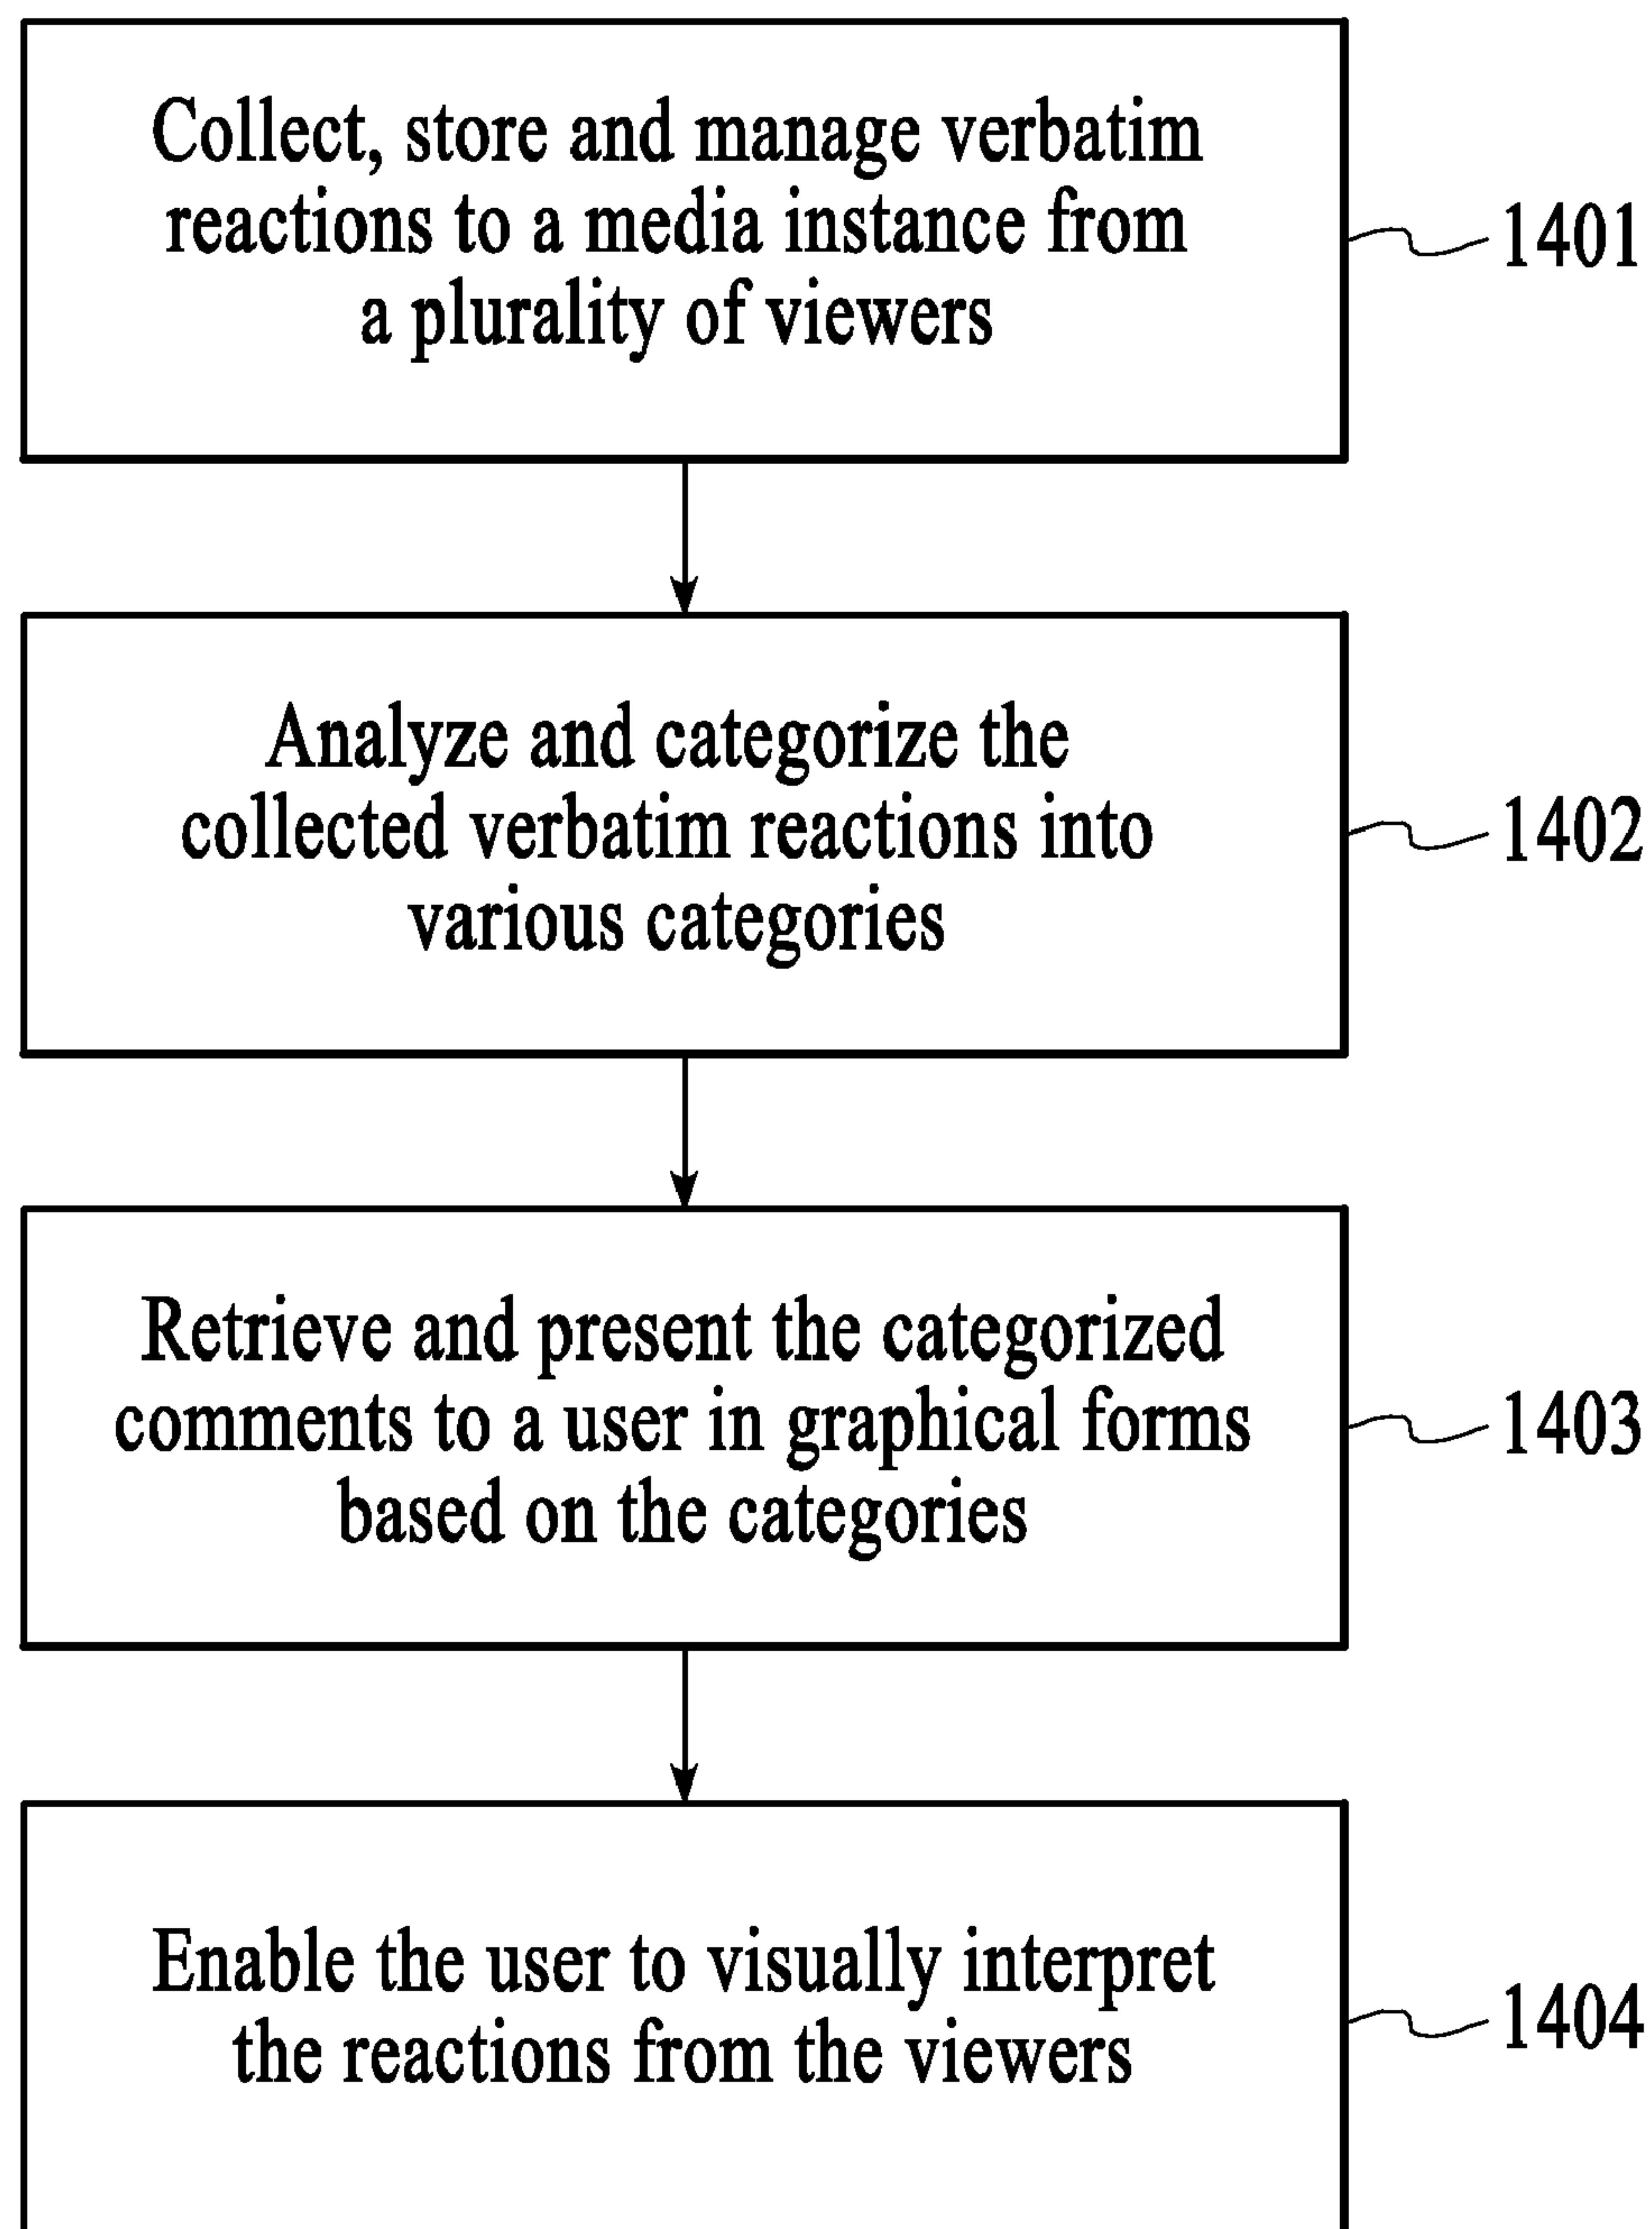 Collect, store and manage verbatim
reactions to a media instance from
a plurality of viewers
1401
Analyze and categorize the
collected verbatim reactions into
various categories
1402
Retrieve and present the categorized
comments to a user in graphical forms
based on the categories
1403
Enable the user to visually interpret
the reactions from the viewers
1404